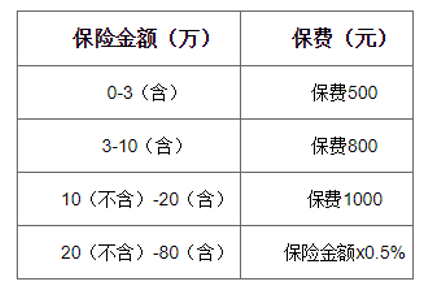 保险金额（万） 保费（元）
0-3（含） 保费500
3-10（含） 保费800
10（不含）-20（含） 保费1000
20（不含）-80（含） 保险金额x0.5%